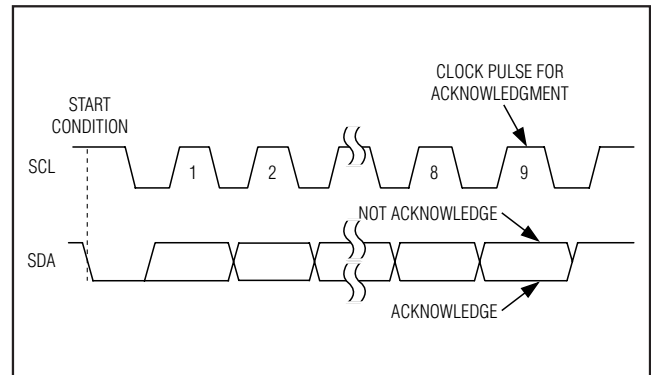 CLOCK PULSE FOR
ACKNOWLEDGMENT
START
CONDITION
SCL
1
2
8
9
NOT ACKNOWLEDGE
SDA
ACKNOWLEDGE